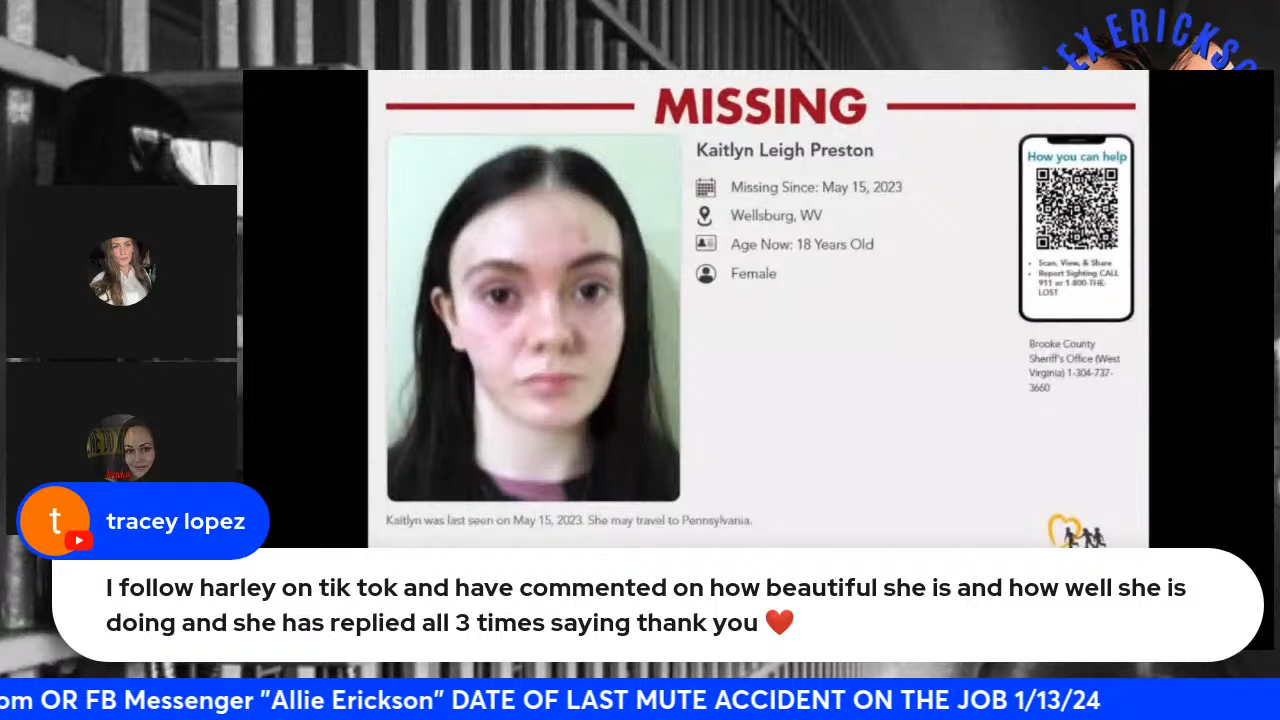 EX ERICKSO
MISSING
Kaitlyn Leigh Preston
Missing Since: May 15, 2023
Wellsburg, WV
Age Now: 18 Years Old
Female
How you can help
• Scan, View, & Share
• Report Sighting CALL
911 or 1-800-THE-
LOST
Brooke County
Sheriff's Office (West
Virginia) 1-304-737-
3660
Kaitlyn was last seen on May 15, 2023. She may travel to Pennsylvania.
t
tracey lopez
I follow harley on tik tok and have commented on how beautiful she is and how well she is
doing and she has replied all 3 times saying thank you ❤️
om OR FB Messenger "Allie Erickson" DATE OF LAST MUTE ACCIDENT ON THE JOB 1/13/24